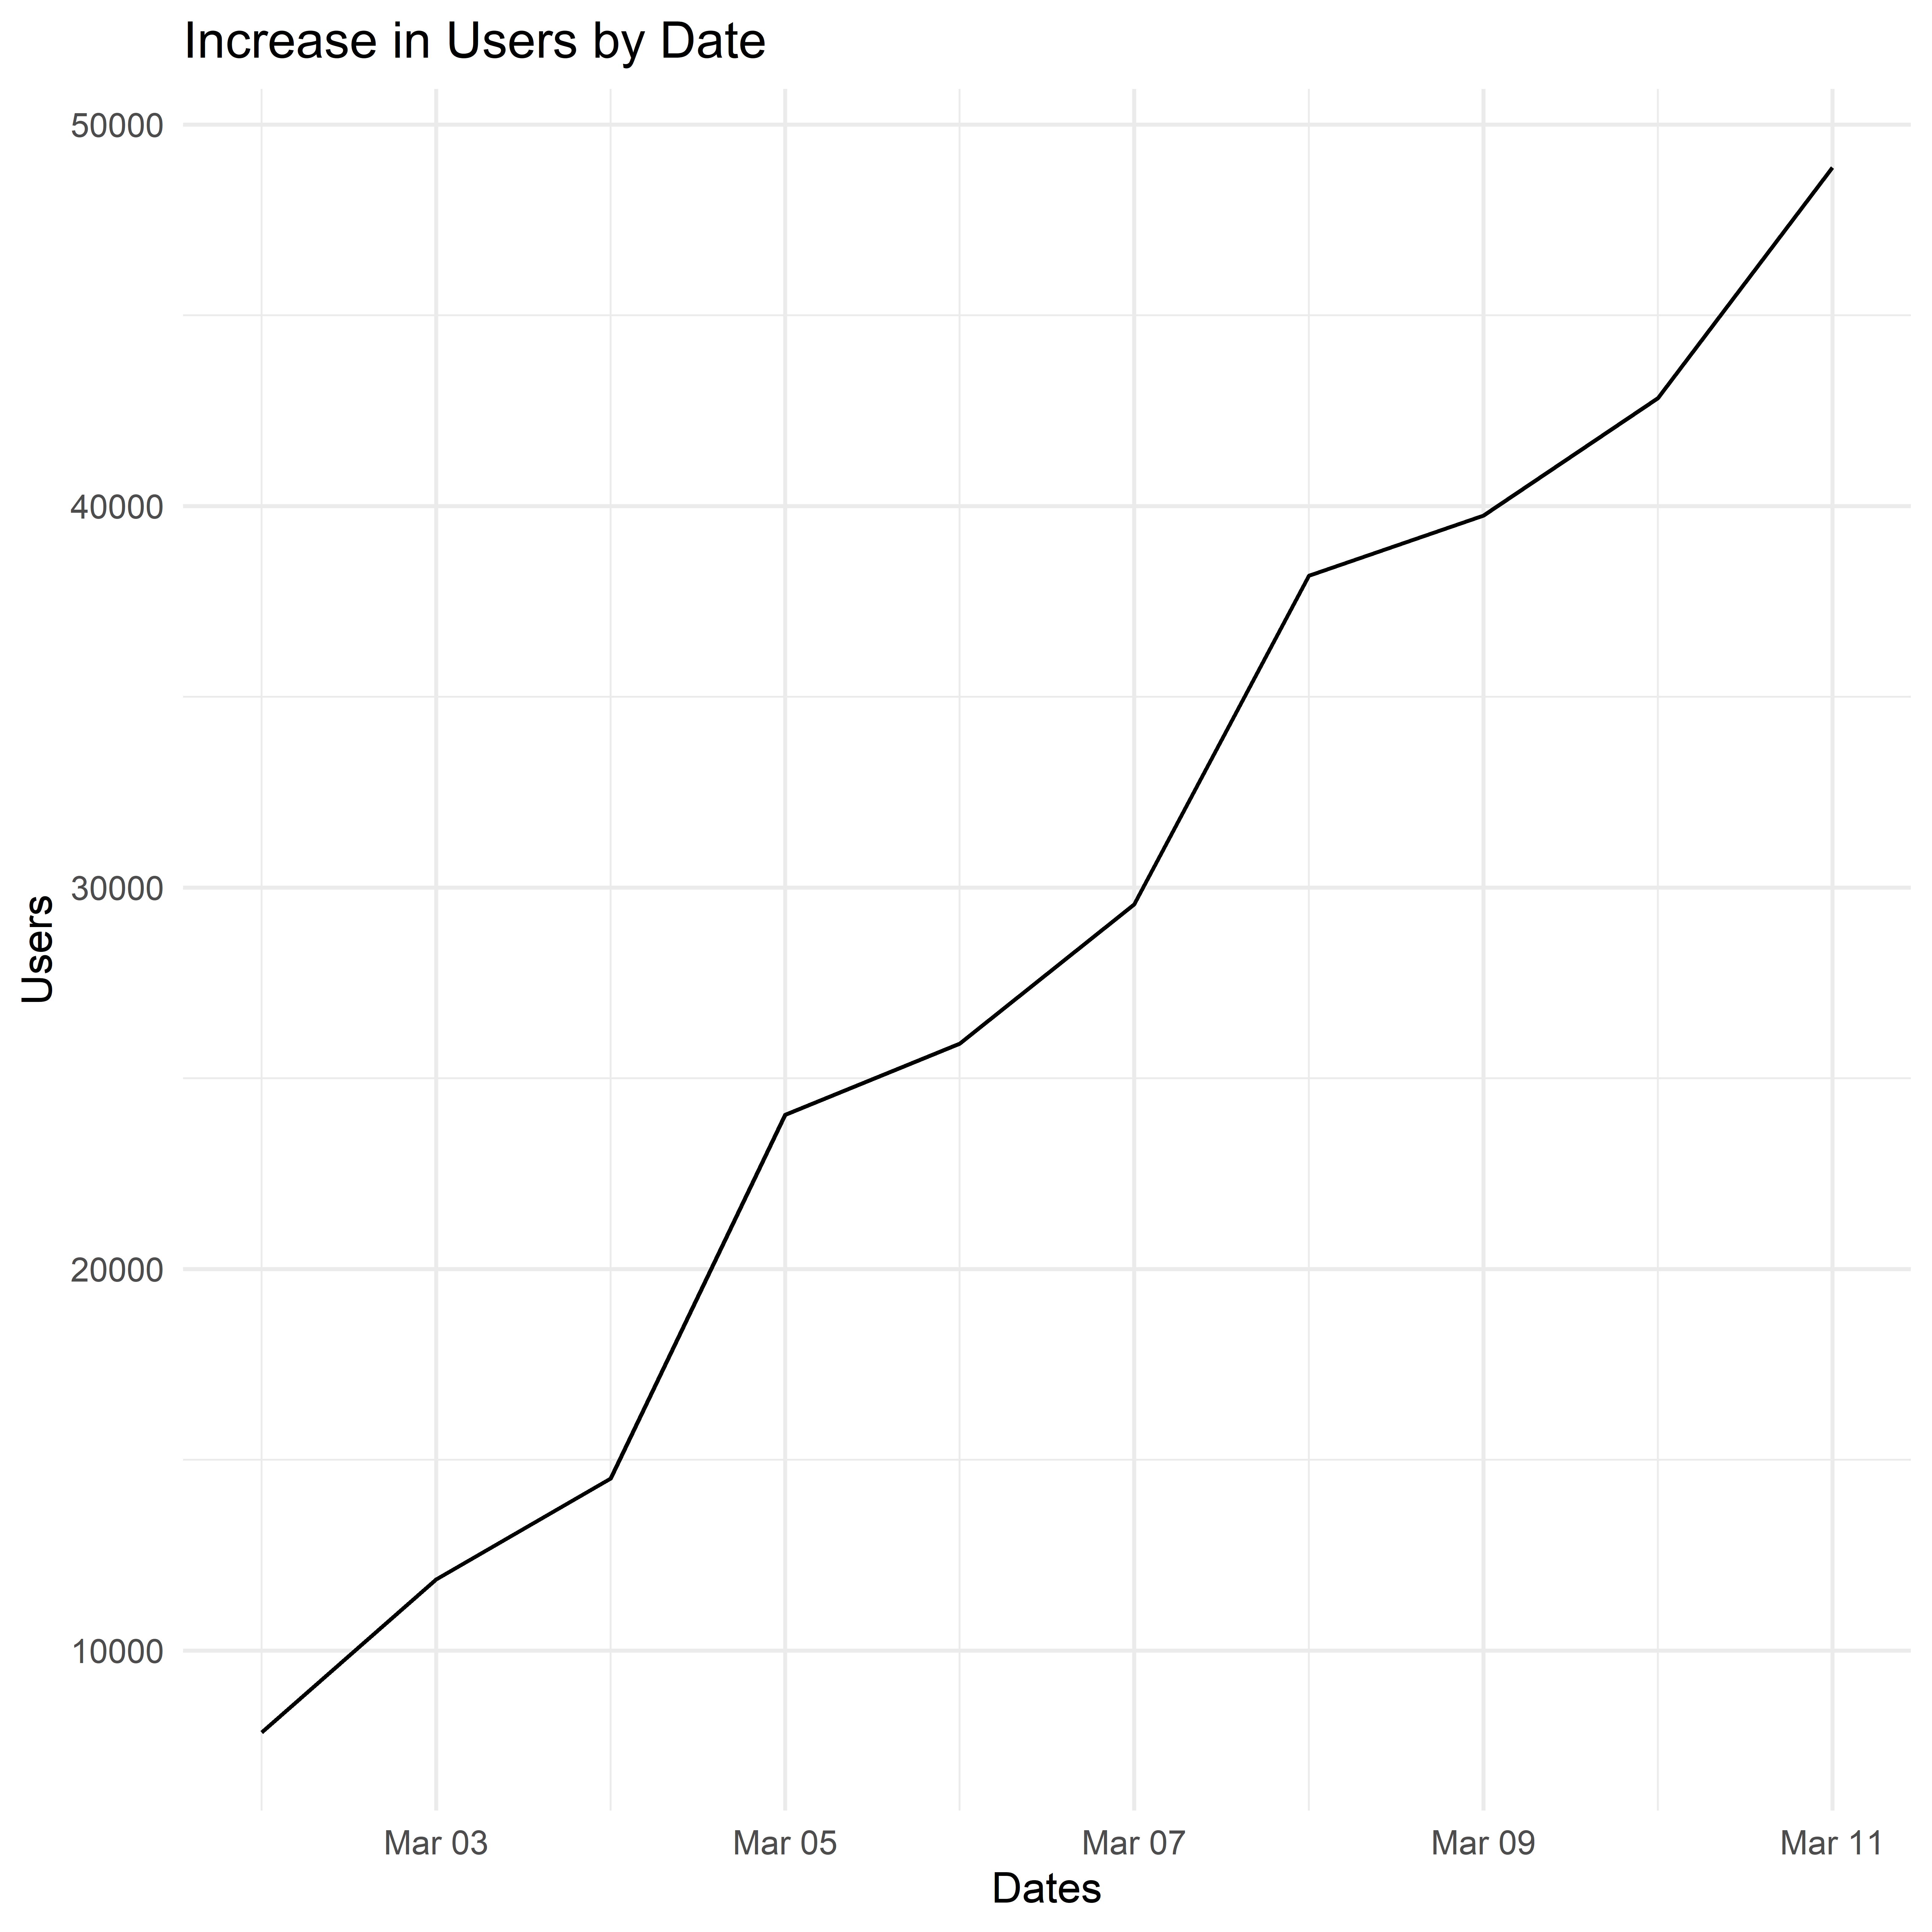 Increase in Users by Date
50000
40000
30000
20000
10000
Users
Mar 03 Mar 05 Mar 07 Mar 09 Mar 11
Dates